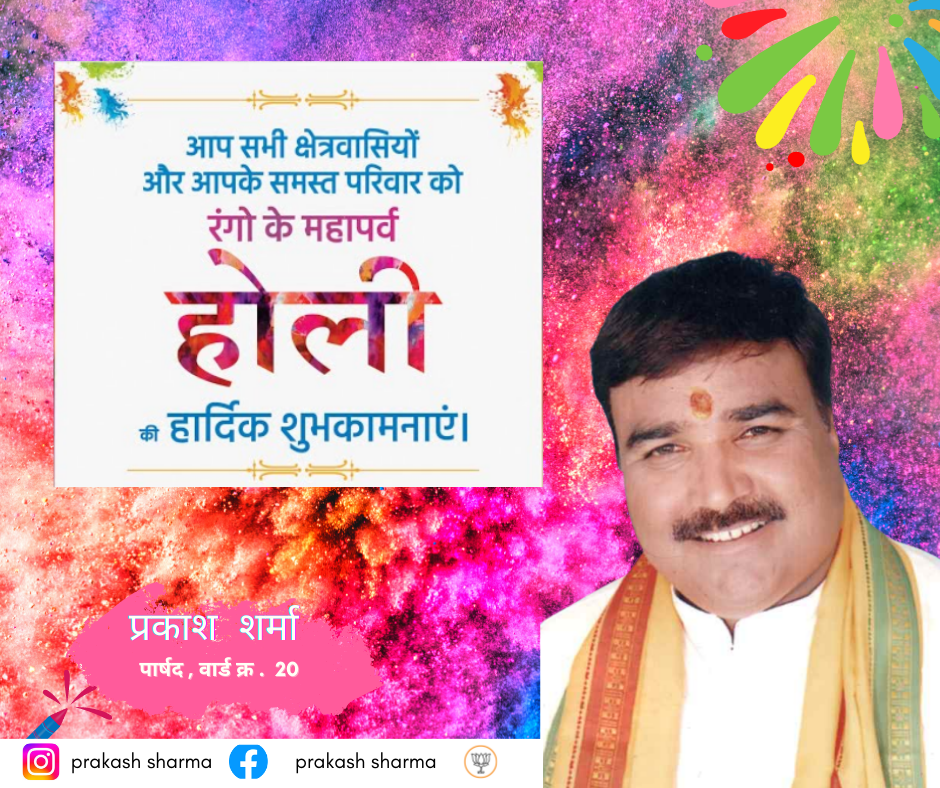 आप सभी क्षेत्रवासियों
और आपके समस्त परिवार को
रंगो के महापर्व
होली
की हार्दिक शुभकामनाएं।
प्रकाश शर्मा
पार्षद , वार्ड क्र . 20
prakash sharma prakash sharma